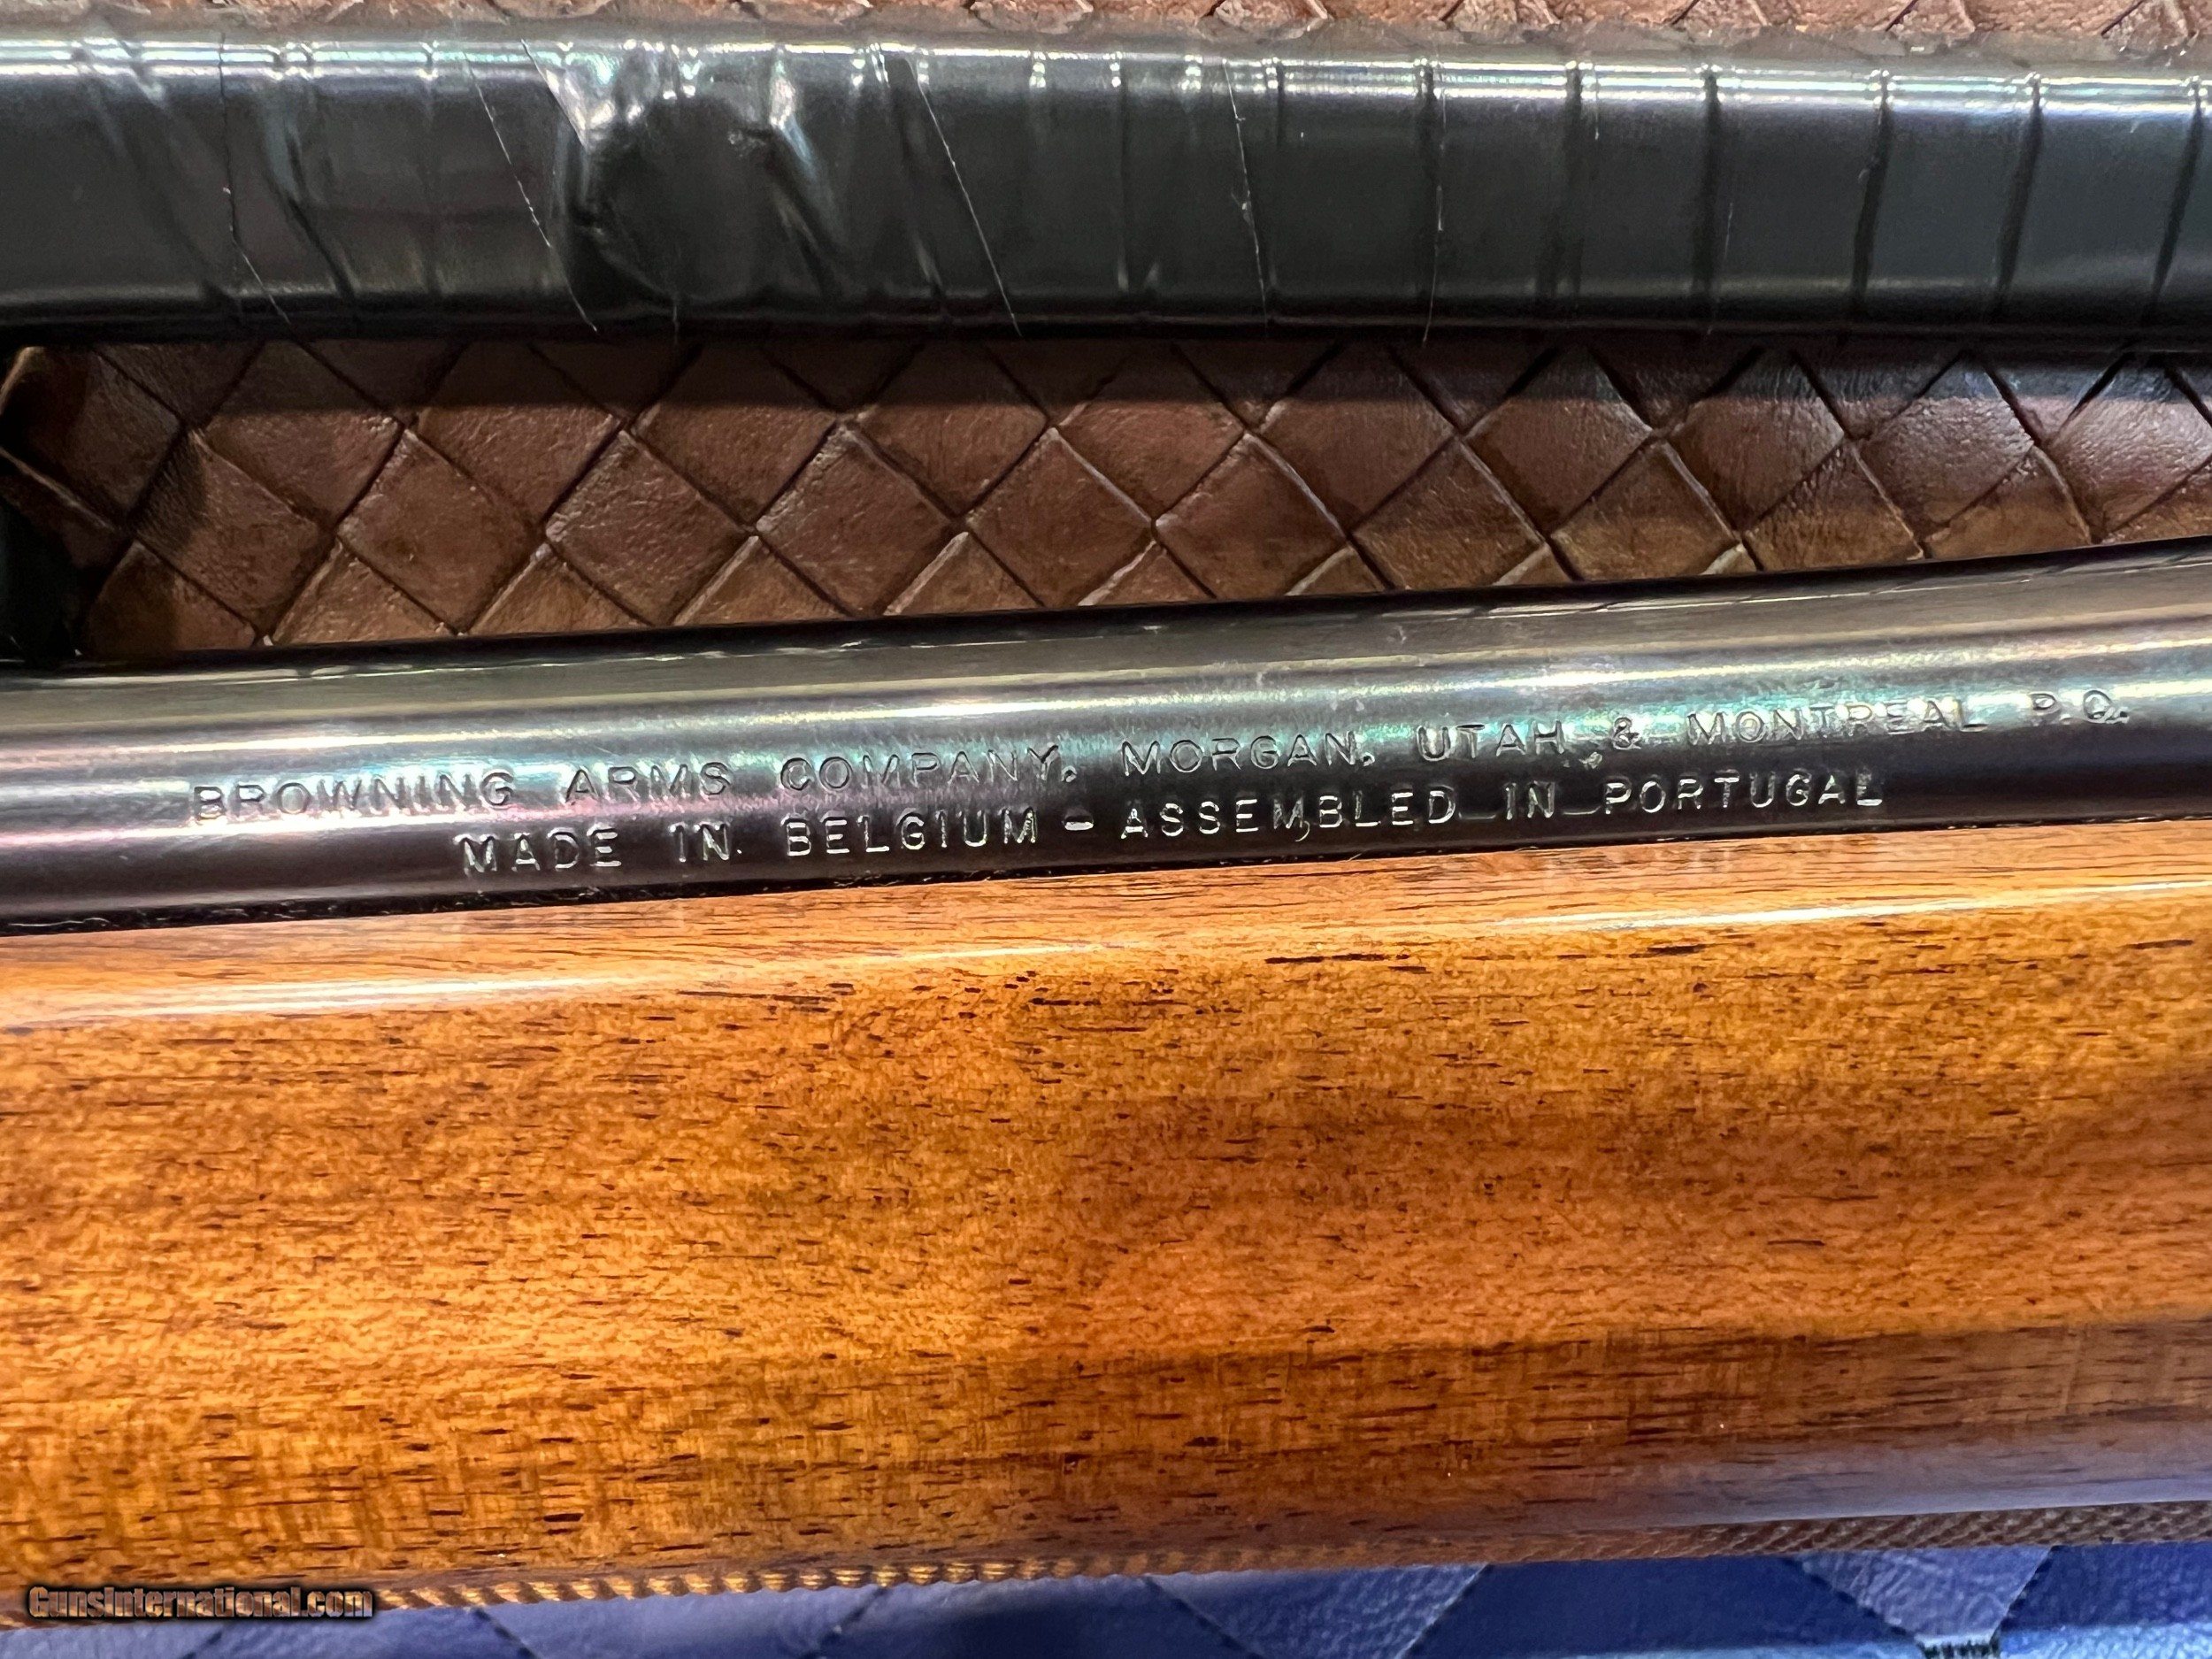 BROWNING ARMS COMPANY, MORGAN, UTAH & MONTREAL P.Q.
MADE IN BELGIUM - ASSEMBLED IN PORTUGAL
GunsInternational.com